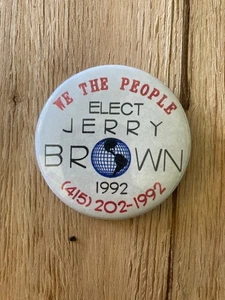 WE THE PEOPLE
ELECT
JERRY
BROWN
1992
(415) 202-1992